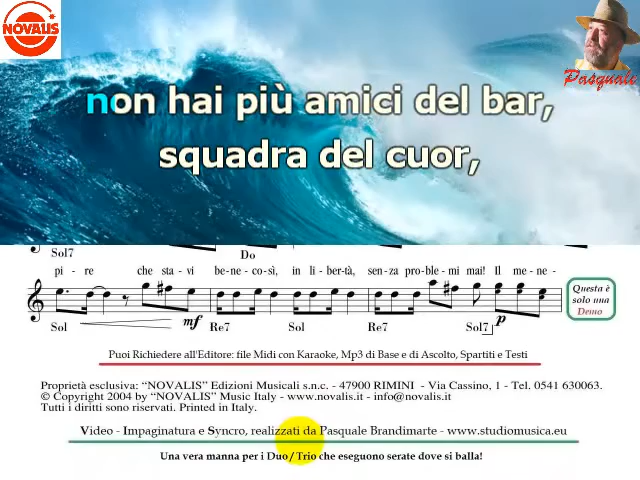 NOVALIS
Pasquale
non hai più amici del bar,
squadra del cuor,
Sol7 Do
pi - re che sta - vi be - ne - co-sì, in li - ber-tà, sen-za pro-ble - mi mai! Il me - ne -
Questa è
solo una
Demo
Sol mf Re7 Sol Re7 Sol7 p
Puoi Richiedere all'Editore: file Midi con Karaoke, Mp3 di Base e di Ascolto, Spartiti e Testi
Proprietà esclusiva: “NOVALIS” Edizioni Musicali s.n.c. - 47900 RIMINI - Via Cassino, 1 - Tel. 0541 630063.
© Copyright 2004 by “NOVALIS” Music Italy - www.novalis.it - info@novalis.it
Tutti i diritti sono riservati. Printed in Italy.
Video - Impaginatura e Syncro, realizzati da Pasquale Brandimarte - www.studiomusica.eu
Una vera manna per i Duo / Trio che eseguono serate dove si balla!